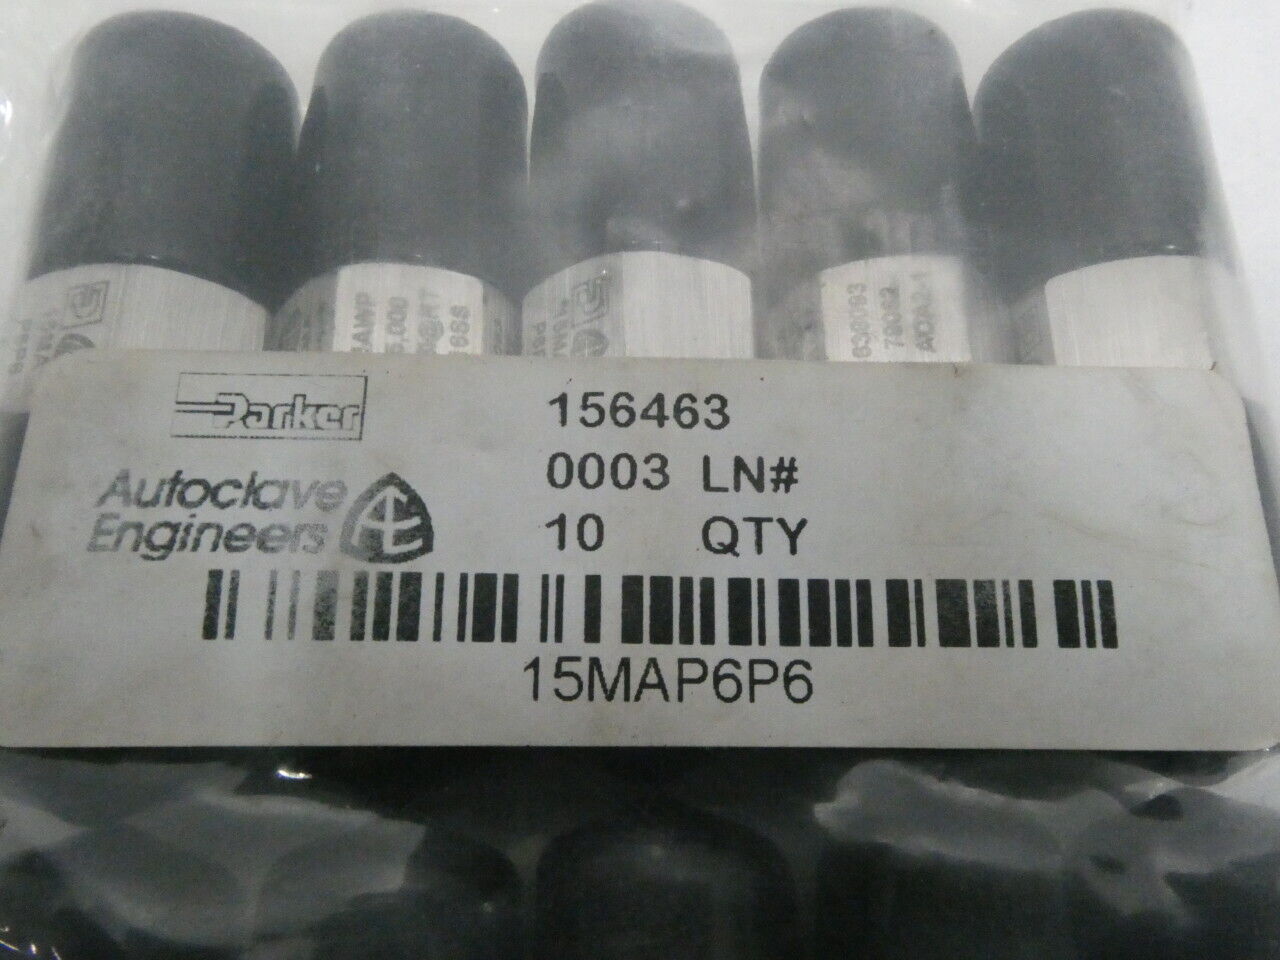 Parker
Autoclave
Engineers
156463
0003 LN#
10 QTY
15MAP6P6